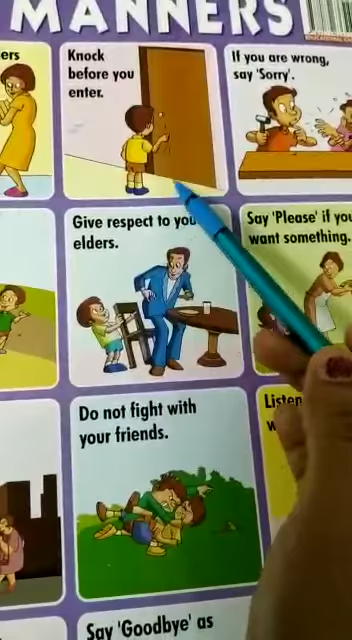 MANNERS
Knock
before you
enter.
If you are wrong,
say 'Sorry'.
Give respect to you
elders.
Say 'Please' if you
want something.
Do not fight with
your friends.
Listen
Say 'Goodbye' as